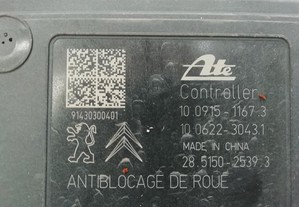 Ate
Controller
91430300401
10.0915-1167.3
10.0622-3043.1
MADE IN CHINA
28.5150-2539.3
ANTIBLOCAGE DE ROUE